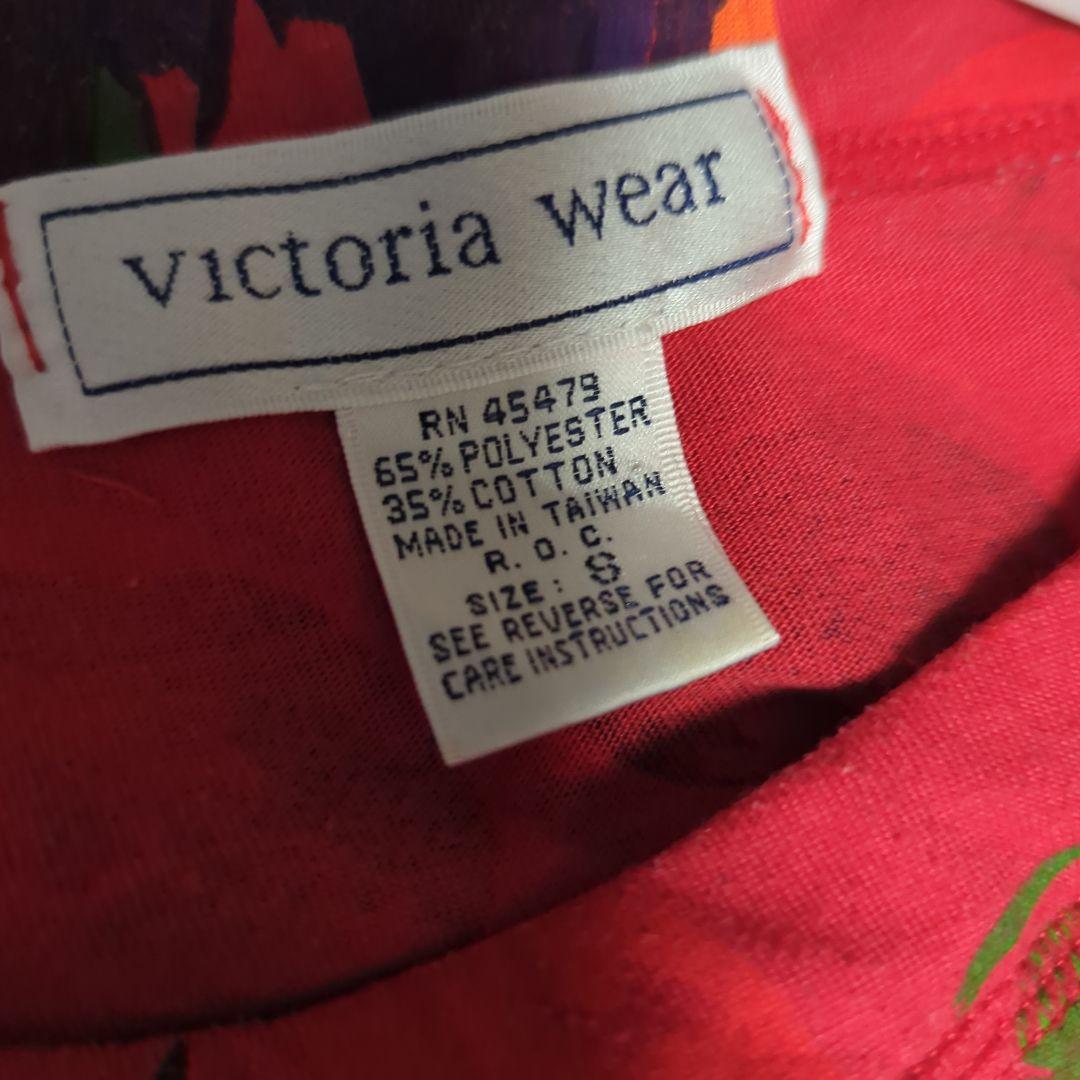 Victoria Wear
RN 45479
65% POLYESTER
35% COTTON
MADE IN TAIWAN
R. O. C.
SIZE: S
SEE REVERSE FOR
CARE INSTRUCTIONS